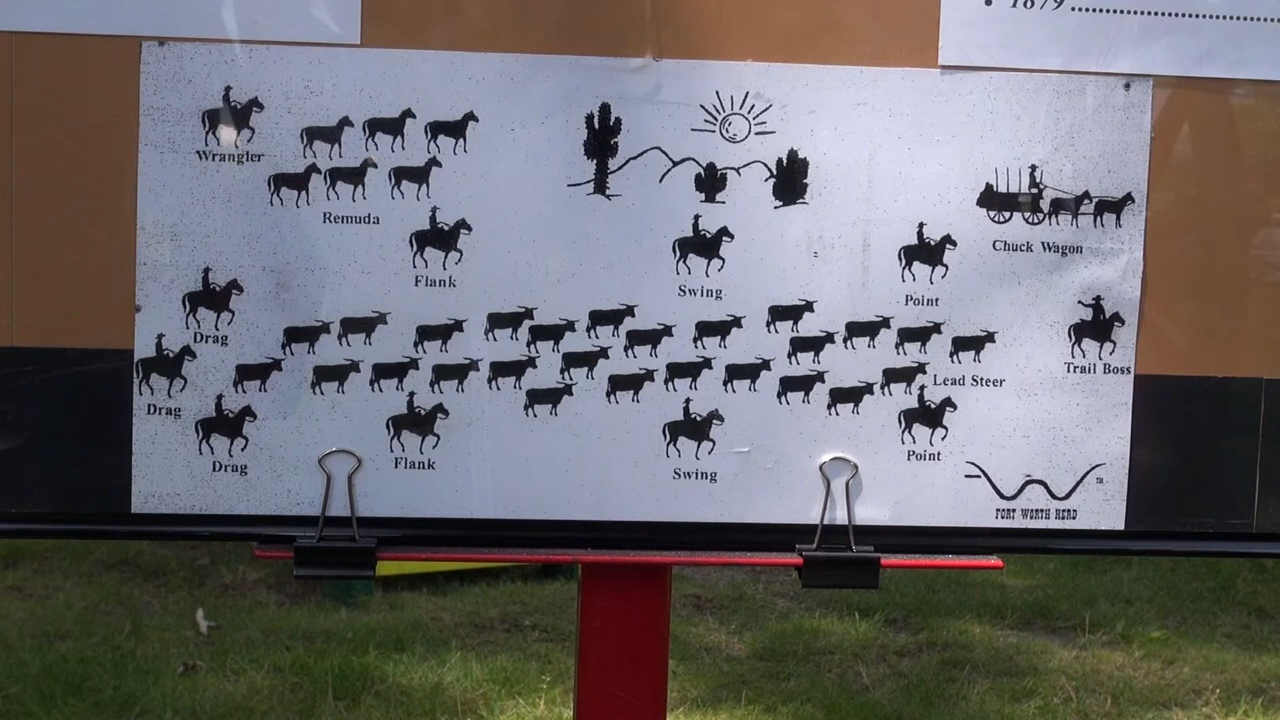 • 1879
Wrangler
Remuda
Chuck Wagon
Flank
Swing
Point
Drag
Trail Boss
Lead Steer
Drag
Drag
Flank
Swing
Point
TM
FORT WORTH HERD